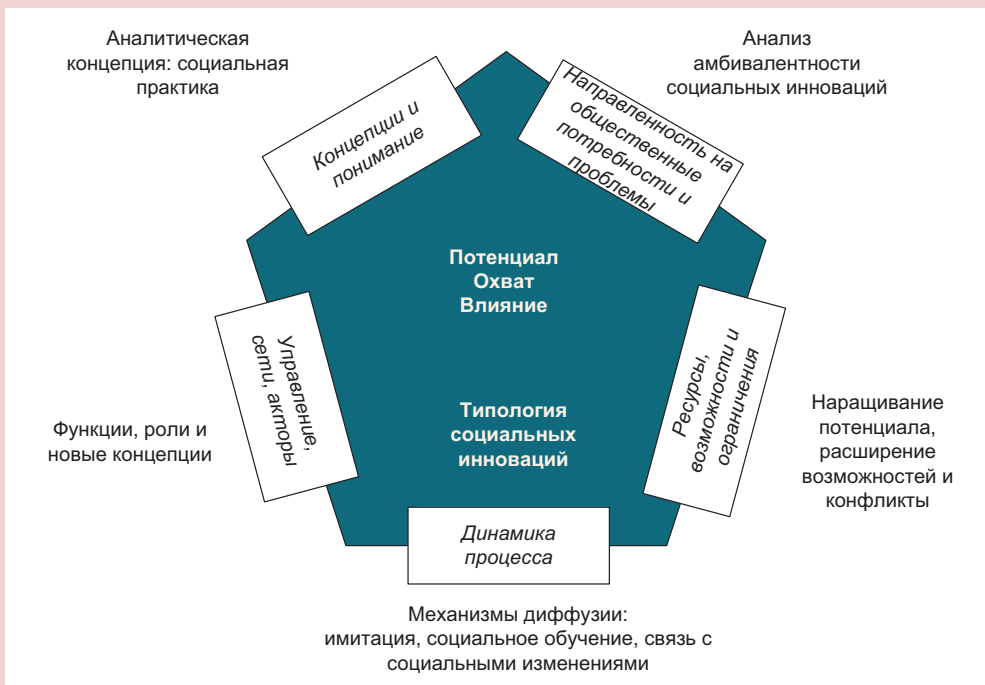 Аналитическая
концепция: социальная
практика
Анализ
амбивалентности
социальных инноваций
Концепции и
понимание
Направленность на
общественные
потребности и
проблемы
Потенциал
Охват
Влияние
Управление,
сети, акторы
Ресурсы,
возможности и
ограничения
Типология
социальных
инноваций
Функции, роли и
новые концепции
Наращивание
потенциала,
расширение
возможностей и
конфликты
Динамика
процесса
Механизмы диффузии:
имитация, социальное обучение, связь с
социальными изменениями